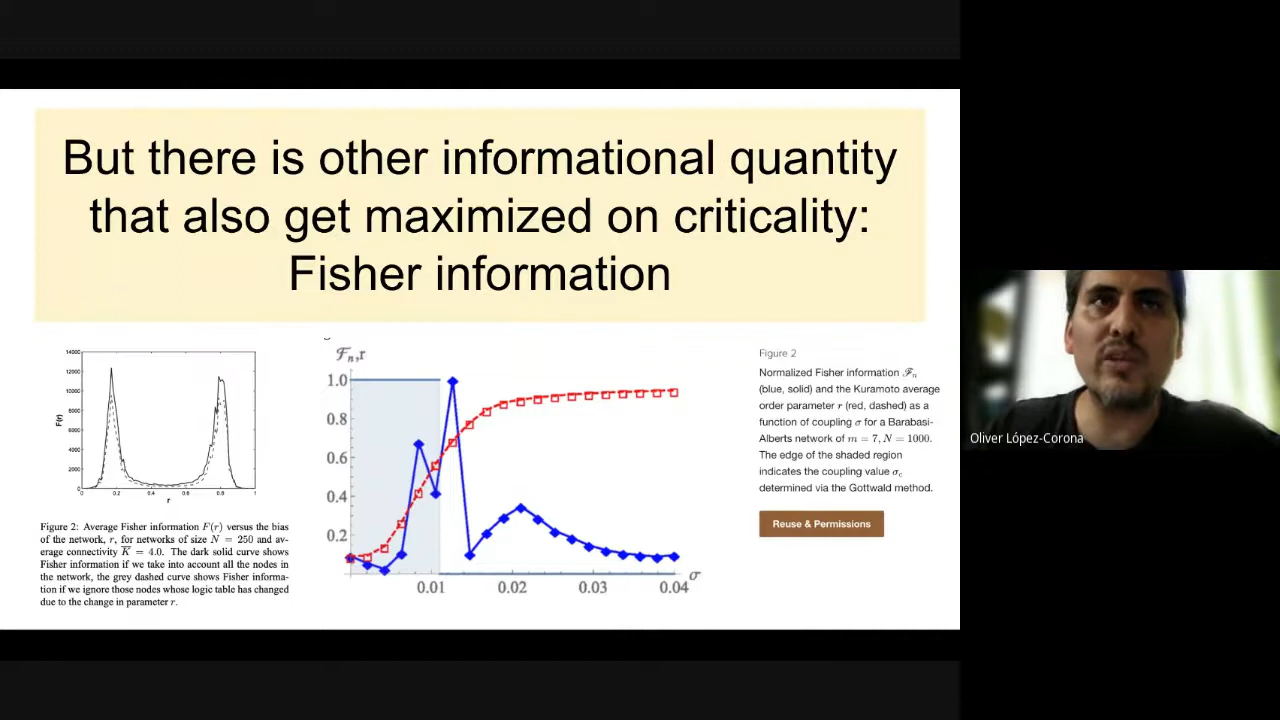 But there is other informational quantity
that also get maximized on criticality:
Fisher information
14000
12000
10000
8000
6000
4000
2000
0
F(r)
0
0.2
0.4
0.6
0.8
1
r
Figure 2: Average Fisher information F(r) versus the bias
of the network, r, for networks of size N = 250 and av-
erage connectivity K̅ = 4.0. The dark solid curve shows
Fisher information if we take into account all the nodes in
the network, the grey dashed curve shows Fisher informa-
tion if we ignore those nodes whose logic table has changed
due to the change in parameter r.
ℱn,r
1.0
0.8
0.6
0.4
0.2
0.01
0.02
0.03
0.04
σ
Figure 2
Normalized Fisher information ℱn
(blue, solid) and the Kuramoto average
order parameter r (red, dashed) as a
function of coupling σ for a Barabasi-
Alberts network of m = 7, N = 1000.
The edge of the shaded region
indicates the coupling value σc
determined via the Gottwald method.
Reuse & Permissions
Oliver López-Corona